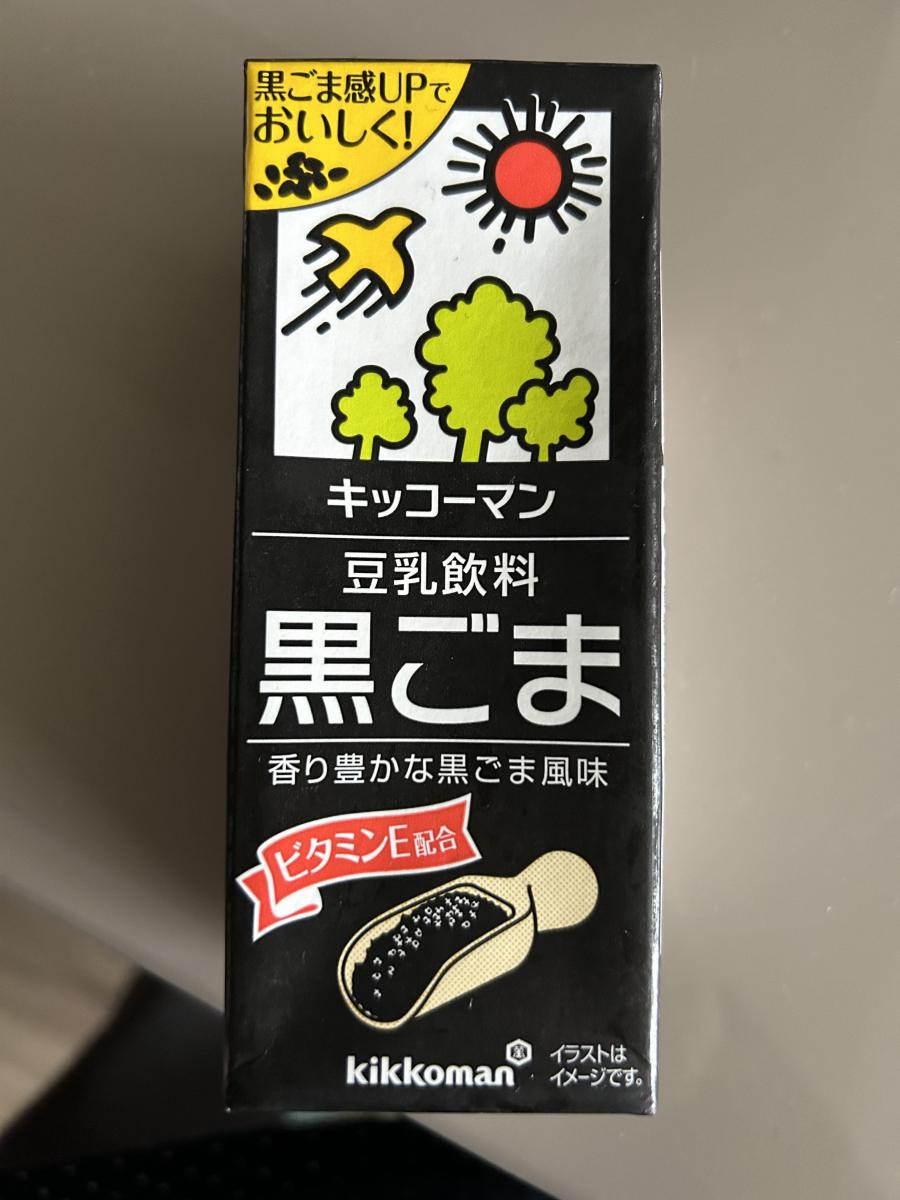 黒ごま感UPで
おいしく!
キッコーマン
豆乳飲料
黒ごま
香り豊かな黒ごま風味
ビタミンE配合
kikkoman
イラストは
イメージです。